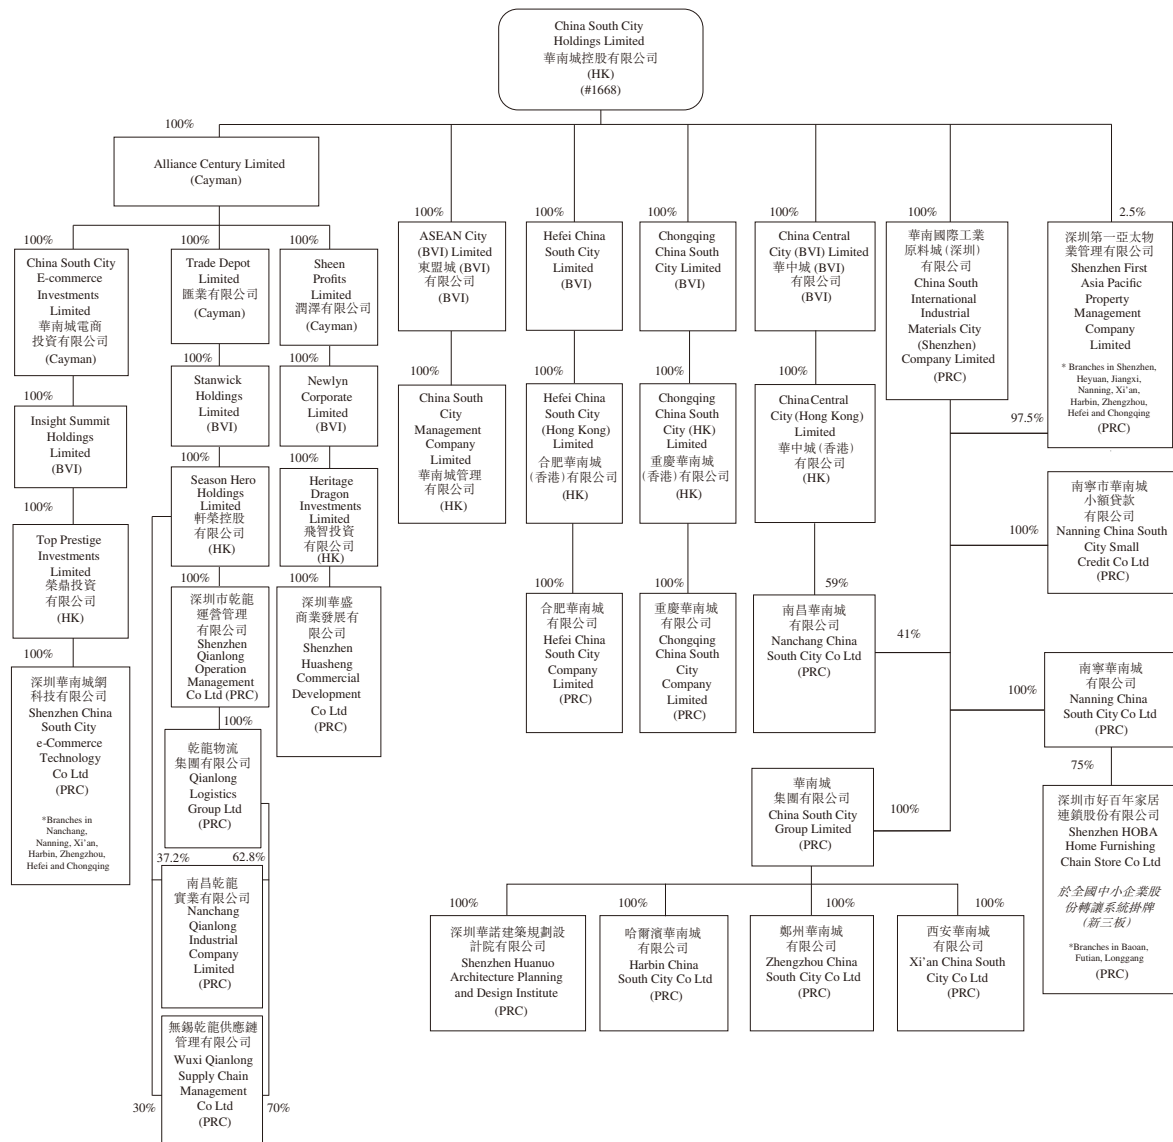 China South City
Holdings Limited
華南城控股有限公司
(HK)
(#1668)
100%
Alliance Century Limited
(Cayman)
100%
China South City
E-commerce
Investments
Limited
華南城電商
投資有限公司
(Cayman)
100%
Trade Depot
Limited
匯業有限公司
(Cayman)
100%
Sheen
Profits
Limited
潤澤有限公司
(Cayman)
100%
ASEAN City
(BVI) Limited
東盟城 (BVI)
有限公司
(BVI)
100%
Hefei China
South City
Limited
(BVI)
100%
Chongqing
China South
City Limited
(BVI)
100%
China Central
City (BVI) Limited
華中城 (BVI)
有限公司
(BVI)
100%
華南國際工業
原料城(深圳)
有限公司
China South
International
Industrial
Materials City
(Shenzhen)
Company Limited
(PRC)
2.5%
深圳第一亞太物
業管理有限公司
Shenzhen First
Asia Pacific
Property
Management
Company
Limited
* Branches in Shenzhen,
Heyuan, Jiangxi,
Nanning, Xi'an,
Harbin, Zhengzhou,
Hefei and Chongqing
(PRC)
97.5%
100%
Insight Summit
Holdings
Limited
(BVI)
100%
Stanwick
Holdings
Limited
(BVI)
100%
Newlyn
Corporate
Limited
(BVI)
100%
China South
City
Management
Company
Limited
華南城管理
有限公司
(HK)
100%
Hefei China
South City
(Hong Kong)
Limited
合肥華南城
(香港)有限公司
(HK)
100%
Chongqing
China South
City (HK)
Limited
重慶華南城
(香港)有限公司
(HK)
100%
China Central
City (Hong Kong)
Limited
華中城(香港)
有限公司
(HK)
100%
Top Prestige
Investments
Limited
榮鼎投資
有限公司
(HK)
100%
Season Hero
Holdings
Limited
軒榮控股
有限公司
(HK)
100%
Heritage
Dragon
Investments
Limited
飛智投資
有限公司
(HK)
100%
南寧市華南城
小額貸款
有限公司
Nanning China South
City Small
Credit Co Ltd
(PRC)
100%
深圳華南城網
科技有限公司
Shenzhen China
South City
e-Commerce
Technology
Co Ltd
(PRC)
*Branches in
Nanchang,
Nanning, Xi'an,
Harbin, Zhengzhou,
Hefei and Chongqing
100%
深圳市乾龍
運營管理
有限公司
Shenzhen
Qianlong
Operation
Management
Co Ltd (PRC)
100%
深圳華盛
商業發展有
限公司
Shenzhen
Huasheng
Commercial
Development
Co Ltd
(PRC)
100%
合肥華南城
有限公司
Hefei China
South City
Company
Limited
(PRC)
100%
重慶華南城
有限公司
Chongqing
China South
City
Company
Limited
(PRC)
59%
南昌華南城
有限公司
Nanchang China
South City Co Ltd
(PRC)
41%
100%
南寧華南城
有限公司
Nanning China
South City Co Ltd
(PRC)
100%
乾龍物流
集團有限公司
Qianlong
Logistics
Group Ltd
(PRC)
華南城
集團有限公司
China South City
Group Limited
(PRC)
100%
75%
深圳市好百年家居
連鎖股份有限公司
Shenzhen HOBA
Home Furnishing
Chain Store Co Ltd
於全國中小企業股
份轉讓系統掛牌
(新三板)
*Branches in Baoan,
Futian, Longgang
(PRC)
37.2%
62.8%
南昌乾龍
實業有限公司
Nanchang
Qianlong
Industrial
Company
Limited
(PRC)
100%
深圳華諾建築規劃設
計院有限公司
Shenzhen Huanuo
Architecture Planning
and Design Institute
(PRC)
100%
哈爾濱華南城
有限公司
Harbin China
South City Co Ltd
(PRC)
100%
鄭州華南城
有限公司
Zhengzhou China
South City Co Ltd
(PRC)
100%
西安華南城
有限公司
Xi'an China South
City Co Ltd
(PRC)
無錫乾龍供應鏈
管理有限公司
Wuxi Qianlong
Supply Chain
Management
Co Ltd
(PRC)
30%
70%